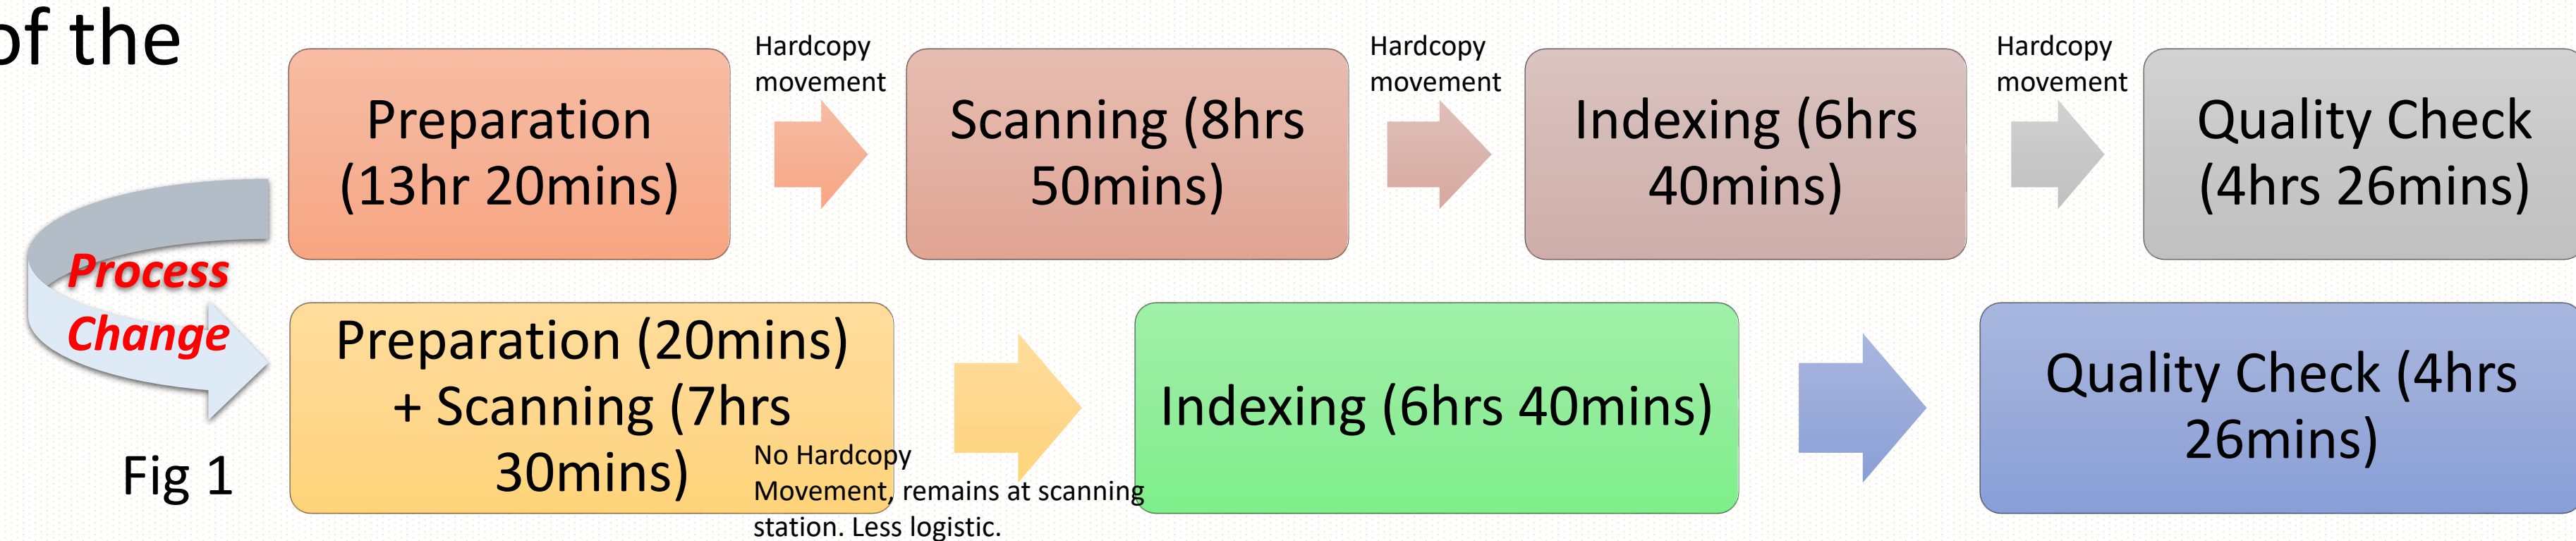 of the
Hardcopy
movement
Hardcopy
movement
Hardcopy
movement
Preparation
(13hr 20mins)
Scanning (8hrs
50mins)
Indexing (6hrs
40mins)
Quality Check
(4hrs 26mins)
Process
Change
Preparation (20mins)
+ Scanning (7hrs
30mins)
Indexing (6hrs 40mins)
Quality Check (4hrs
26mins)
No Hardcopy
Movement, remains at scanning
station. Less logistic.
Fig 1